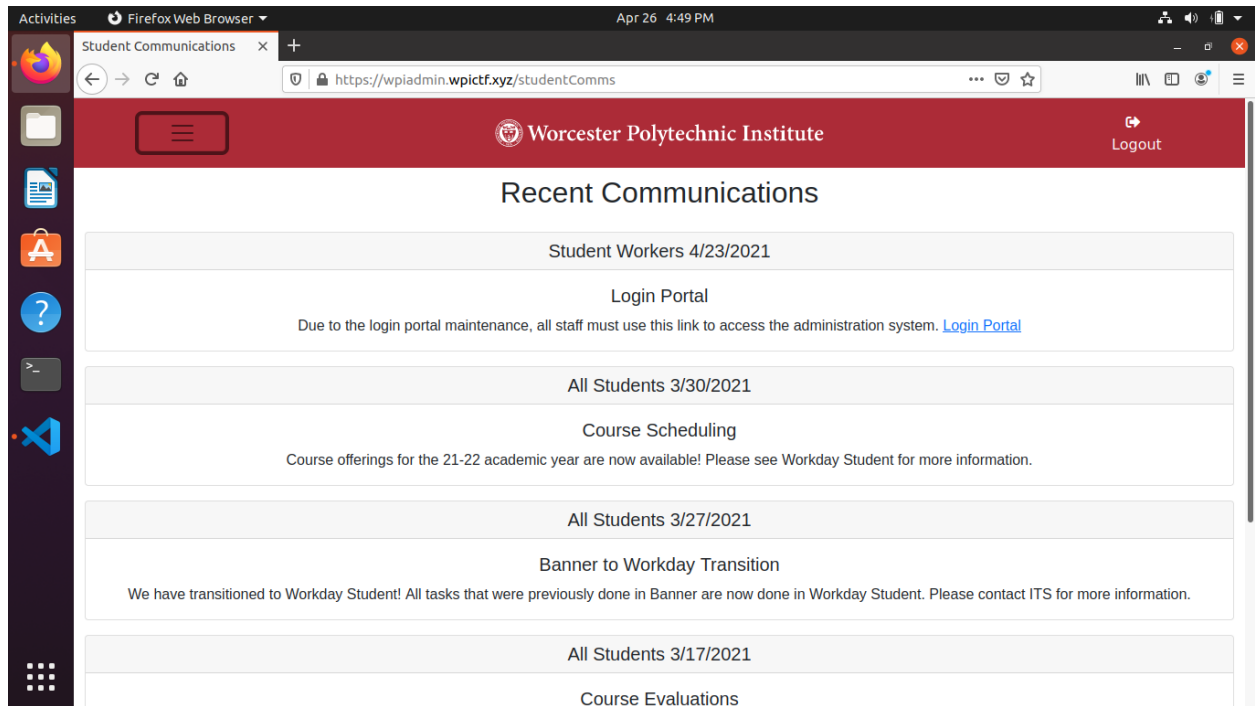 Activities Firefox Web Browser Apr 26 4:49 PM
Student Communications
https://wpiadmin.wpictf.xyz/studentComms
Worcester Polytechnic Institute
Logout
Recent Communications
Student Workers 4/23/2021
Login Portal
Due to the login portal maintenance, all staff must use this link to access the administration system. Login Portal
All Students 3/30/2021
Course Scheduling
Course offerings for the 21-22 academic year are now available! Please see Workday Student for more information.
All Students 3/27/2021
Banner to Workday Transition
We have transitioned to Workday Student! All tasks that were previously done in Banner are now done in Workday Student. Please contact ITS for more information.
All Students 3/17/2021
Course Evaluations